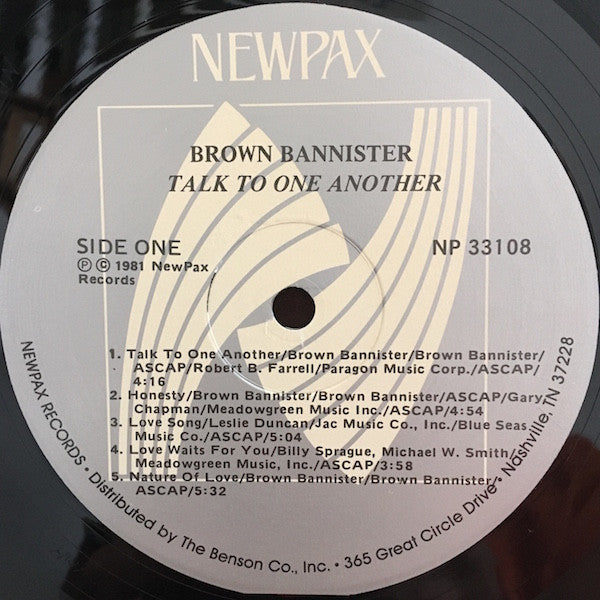 NEWPAX
BROWN BANNISTER
TALK TO ONE ANOTHER
SIDE ONE
NP 33108
Ⓟ © 1981 NewPax
Records
1. Talk To One Another/Brown Bannister/Brown Bannister/
ASCAP/Robert B. Farrell/Paragon Music Corp./ASCAP/
4:16
2. Honesty/Brown Bannister/Brown Bannister/ASCAP/Gary
Chapman/Meadowgreen Music Inc./ASCAP/4:54
3. Love Song/Leslie Duncan/Jac Music Co., Inc./Blue Seas
Music Co./ASCAP/5:04
4. Love Waits For You/Billy Sprague, Michael W. Smith/
Meadowgreen Music, Inc./ASCAP/3:58
5. Nature Of Love/Brown Bannister/Brown Bannister/
ASCAP/5:32
NEWPAX RECORDS • Distributed by The Benson Co., Inc. • 365 Great Circle Drive • Nashville, TN 37228